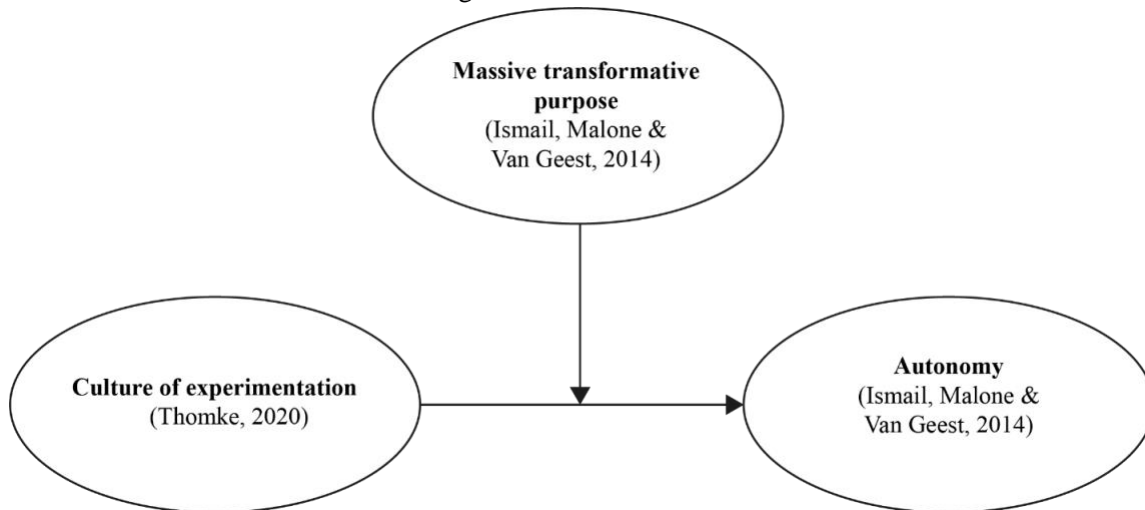 Massive transformative
purpose
(Ismail, Malone &
Van Geest, 2014)
Culture of experimentation
(Thomke, 2020)
Autonomy
(Ismail, Malone &
Van Geest, 2014)